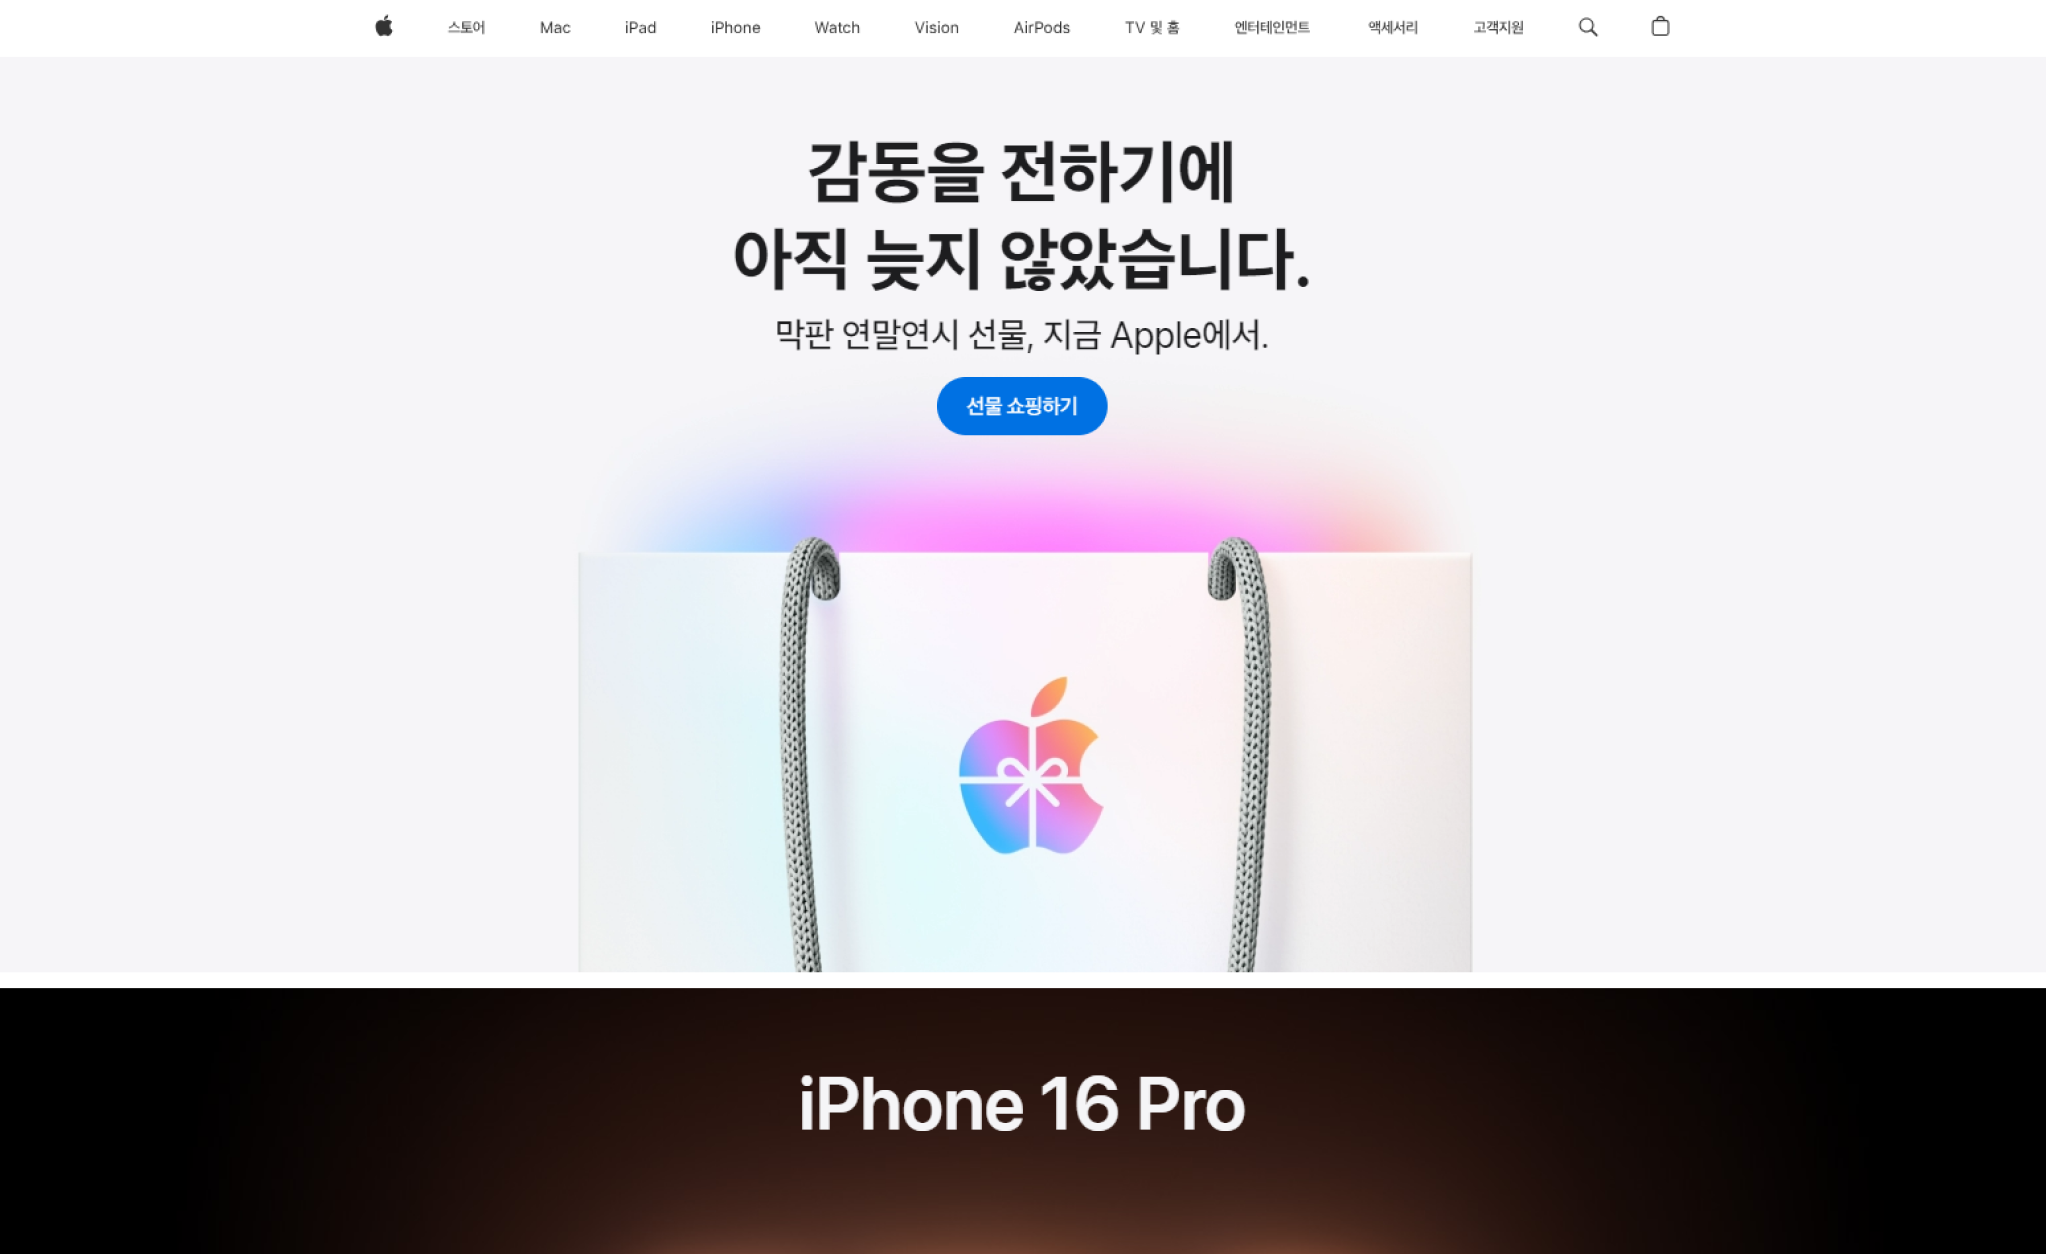 스토어 Mac iPad iPhone Watch Vision AirPods TV 및 홈 엔터테인먼트 액세서리 고객지원
감동을 전하기에
아직 늦지 않았습니다.
막판 연말연시 선물, 지금 Apple에서.
선물 쇼핑하기
iPhone 16 Pro